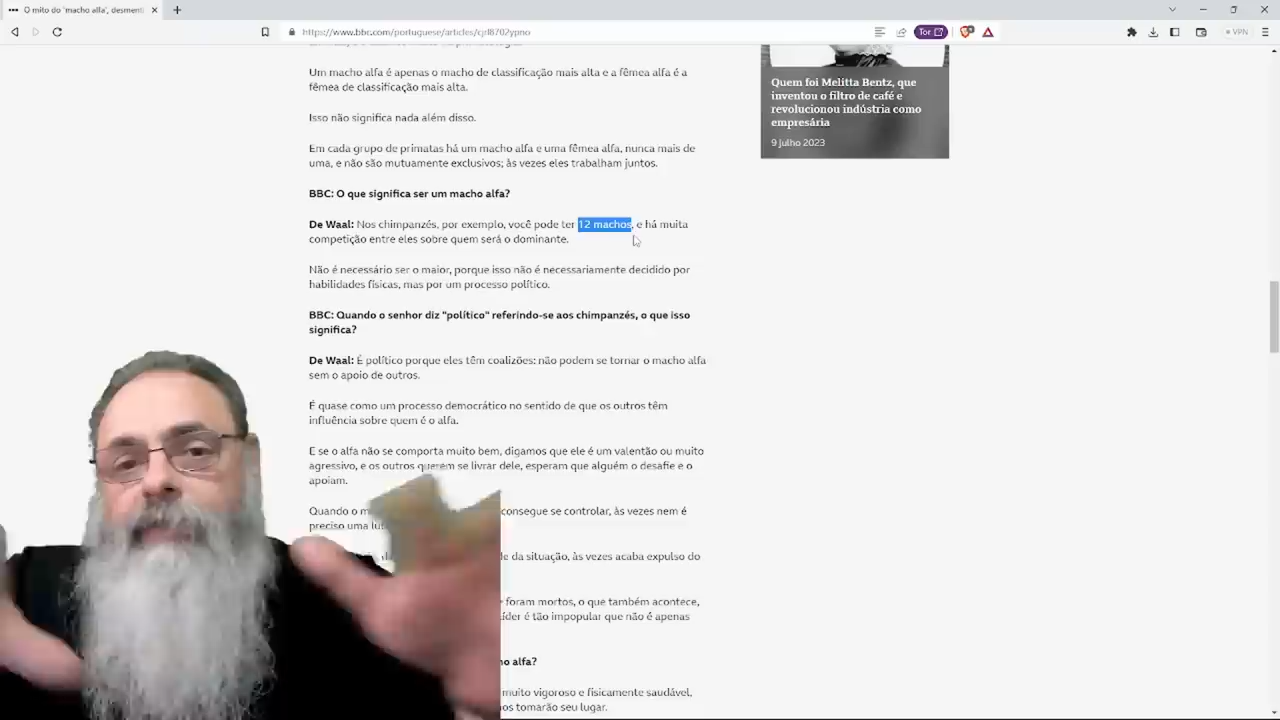 O mito do 'macho alfa', desmenti
https://www.bbc.com/portuguese/articles/cjrl8702ypno
Tor
VPN
Um macho alfa é apenas o macho de classificação mais alta e a fêmea alfa é a
fêmea de classificação mais alta.
Isso não significa nada além disso.
Em cada grupo de primatas há um macho alfa e uma fêmea alfa, nunca mais de
uma, e não são mutuamente exclusivos; às vezes eles trabalham juntos.
BBC: O que significa ser um macho alfa?
De Waal: Nos chimpanzés, por exemplo, você pode ter 12 machos, e há muita
competição entre eles sobre quem será o dominante.
Não é necessário ser o maior, porque isso não é necessariamente decidido por
habilidades físicas, mas por um processo político.
BBC: Quando o senhor diz "político" referindo-se aos chimpanzés, o que isso
significa?
De Waal: É político porque eles têm coalizões: não podem se tornar o macho alfa
sem o apoio de outros.
É quase como um processo democrático no sentido de que os outros têm
influência sobre quem é o alfa.
E se o alfa não se comporta muito bem, digamos que ele é um valentão ou muito
agressivo, e os outros querem se livrar dele, esperam que alguém o desafie e o
apoiam.
Quando o m consegue se controlar, às vezes nem é
preciso uma lu
de da situação, às vezes acaba expulso do
foram mortos, o que também acontece,
íder é tão impopular que não é apenas
o alfa?
muito vigoroso e fisicamente saudável,
os tomarão seu lugar.
Quem foi Melitta Bentz, que
inventou o filtro de café e
revolucionou indústria como
empresária
9 julho 2023